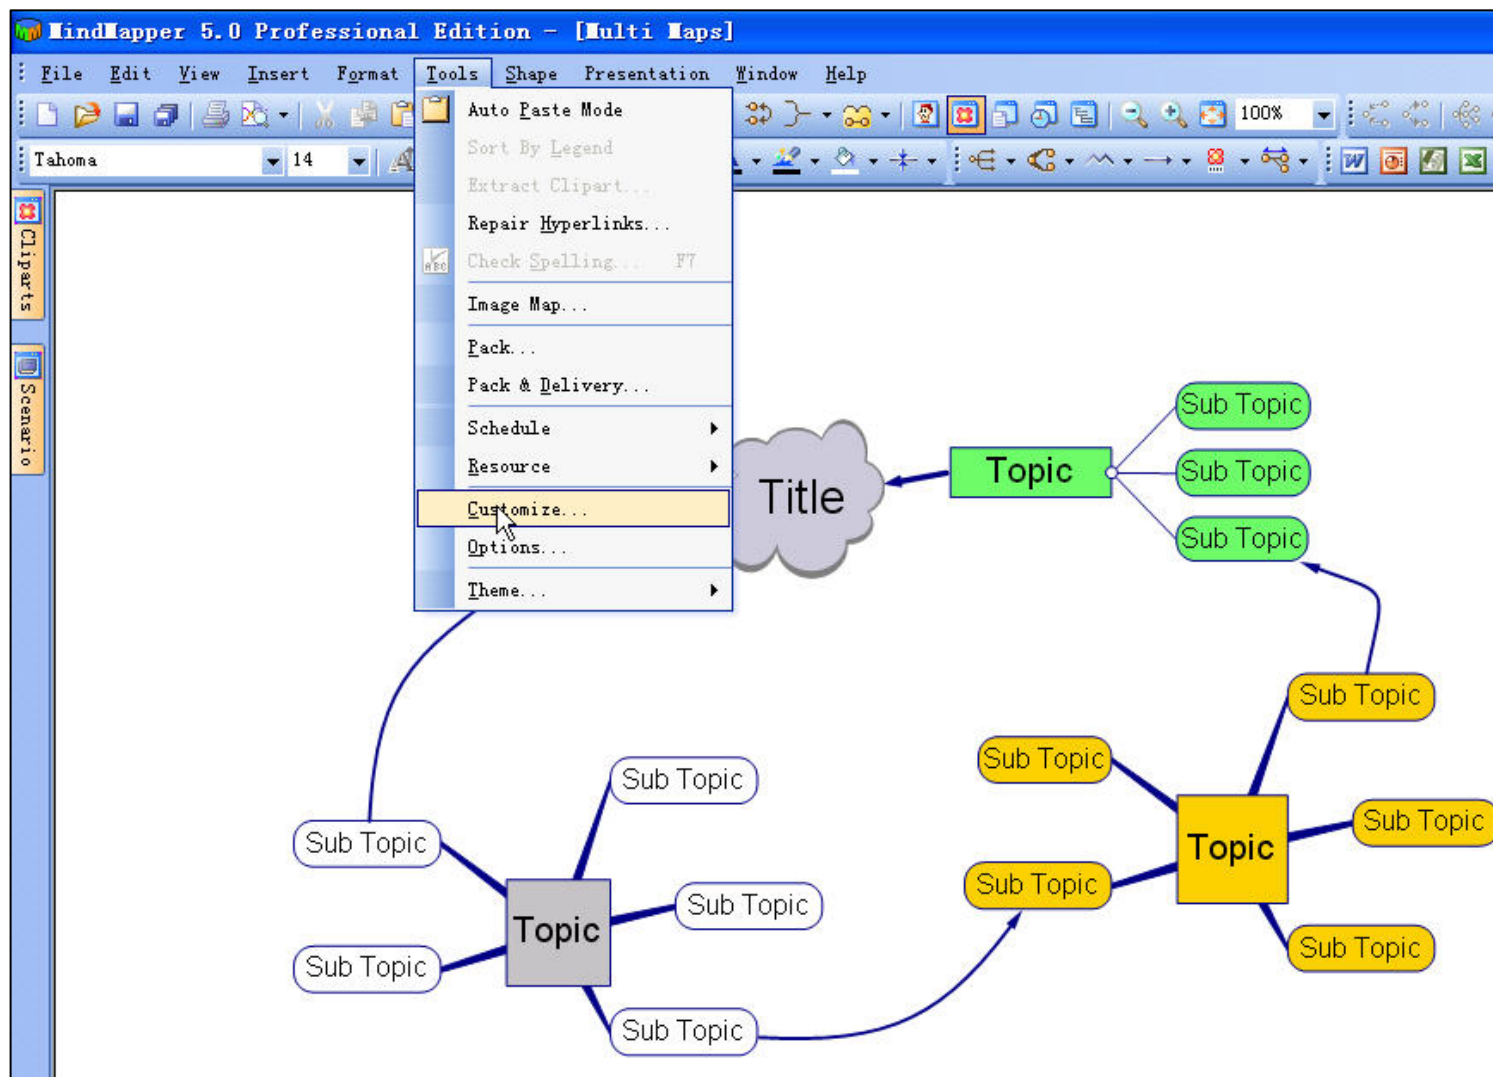 MindMapper 5.0 Professional Edition - [Multi Maps]
File Edit View Insert Format Tools Shape Presentation Window Help
100%
Tahoma 14
Auto Paste Mode
Sort By Legend
Extract Clipart...
Repair Hyperlinks...
Check Spelling... F7
Image Map...
Pack...
Pack & Delivery...
Schedule
Resource
Customize...
Options...
Theme...
Cliparts
Scenario
Title
Topic
Sub Topic
Sub Topic
Sub Topic
Sub Topic
Sub Topic
Sub Topic
Topic
Sub Topic
Sub Topic
Sub Topic
Sub Topic
Sub Topic
Topic
Sub Topic
Sub Topic